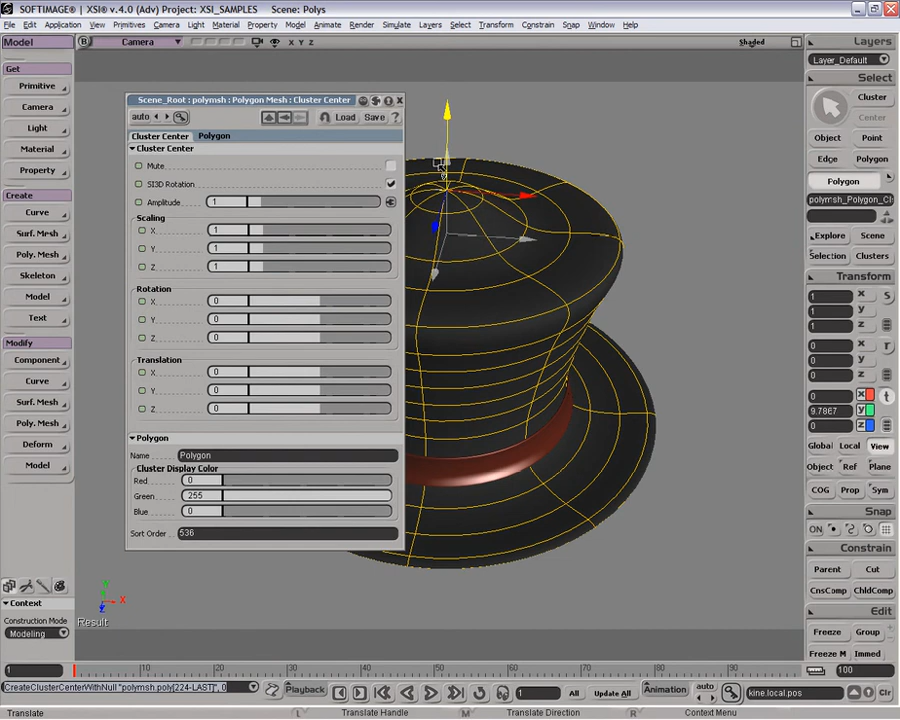 SOFTIMAGE® | XSI® v.4.0 (Adv) Project: XSI_SAMPLES Scene: Polys
File Edit Application View Primitives Camera Light Material Property Model Animate Render Simulate Layers Select Transform Constrain Snap Window Help
Model
B Camera X Y Z Shaded
Layers
Layer_Default
Get
Primitive
Camera
Light
Material
Property
Create
Curve
Surf. Mesh
Poly. Mesh
Skeleton
Model
Text
Modify
Component
Curve
Surf. Mesh
Poly. Mesh
Deform
Model
Context
Construction Mode
Modeling
Scene_Root : polymsh : Polygon Mesh : Cluster Center
auto Load Save ?
Cluster Center Polygon
Cluster Center
Mute
SI3D Rotation
Amplitude 1
Scaling
X 1
Y 1
Z 1
Rotation
X 0
Y 0
Z 0
Translation
X 0
Y 0
Z 0
Polygon
Name Polygon
Cluster Display Color
Red 0
Green 255
Blue 0
Sort Order 536
Y
X
Z
Result
Select
Cluster
Center
Object Point
Edge Polygon
Polygon
polymsh_Polygon_Cl
Explore Scene
Selection Clusters
Transform
1 x s
1 y
1 z
0 x r
0 y
0 z
0 x t
9.7867 y
0 z
Global Local View
Object Ref Plane
COG Prop Sym
Snap
ON
Constrain
Parent Cut
CnsComp ChldComp
Edit
Freeze Group
Freeze M Immed
1 10 20 30 40 50 60 70 80 90 100
CreateClusterCenterWithNull "polymsh.poly[224-LAST]", 0
Playback 1 All Update All Animation auto kine.local.pos Clr
Translate L Translate Handle M Translate Direction R Context Menu